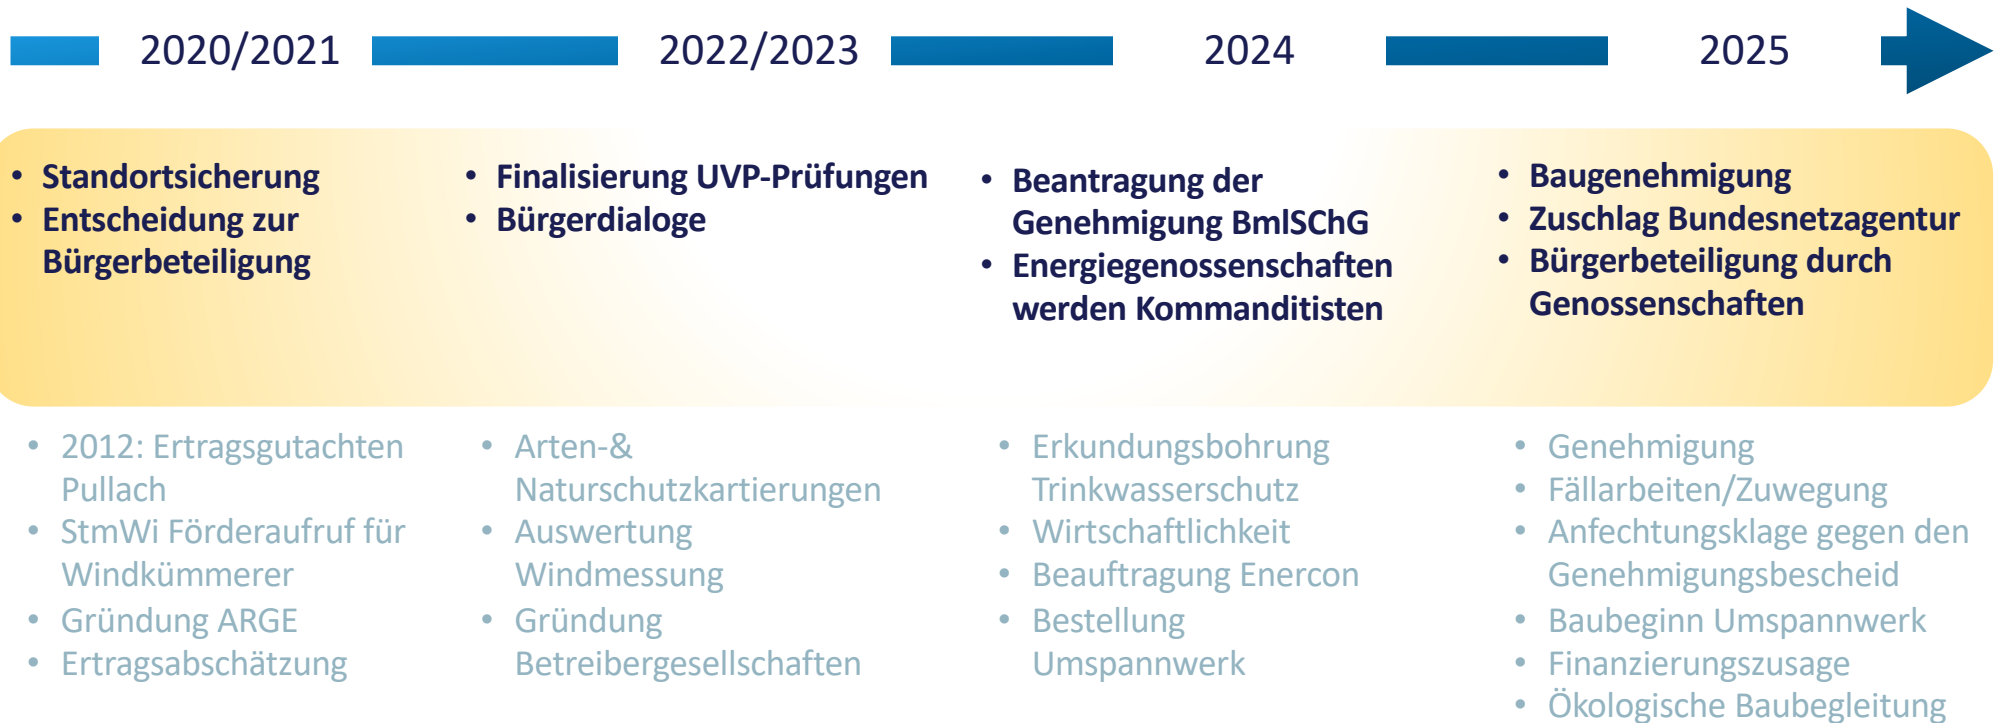 2020/2021
2022/2023
2024
2025
• Standortsicherung
• Entscheidung zur
Bürgerbeteiligung
• Finalisierung UVP-Prüfungen
• Bürgerdialoge
• Beantragung der
Genehmigung BmlSChG
• Energiegenossenschaften
werden Kommanditisten
• Baugenehmigung
• Zuschlag Bundesnetzagentur
• Bürgerbeteiligung durch
Genossenschaften
• 2012: Ertragsgutachten
Pullach
• StmWi Förderaufruf für
Windkümmerer
• Gründung ARGE
• Ertragsabschätzung
• Arten-&
Naturschutzkartierungen
• Auswertung
Windmessung
• Gründung
Betreibergesellschaften
• Erkundungsbohrung
Trinkwasserschutz
• Wirtschaftlichkeit
• Beauftragung Enercon
• Bestellung
Umspannwerk
• Genehmigung
• Fällarbeiten/Zuwegung
• Anfechtungsklage gegen den
Genehmigungsbescheid
• Baubeginn Umspannwerk
• Finanzierungszusage
• Ökologische Baubegleitung